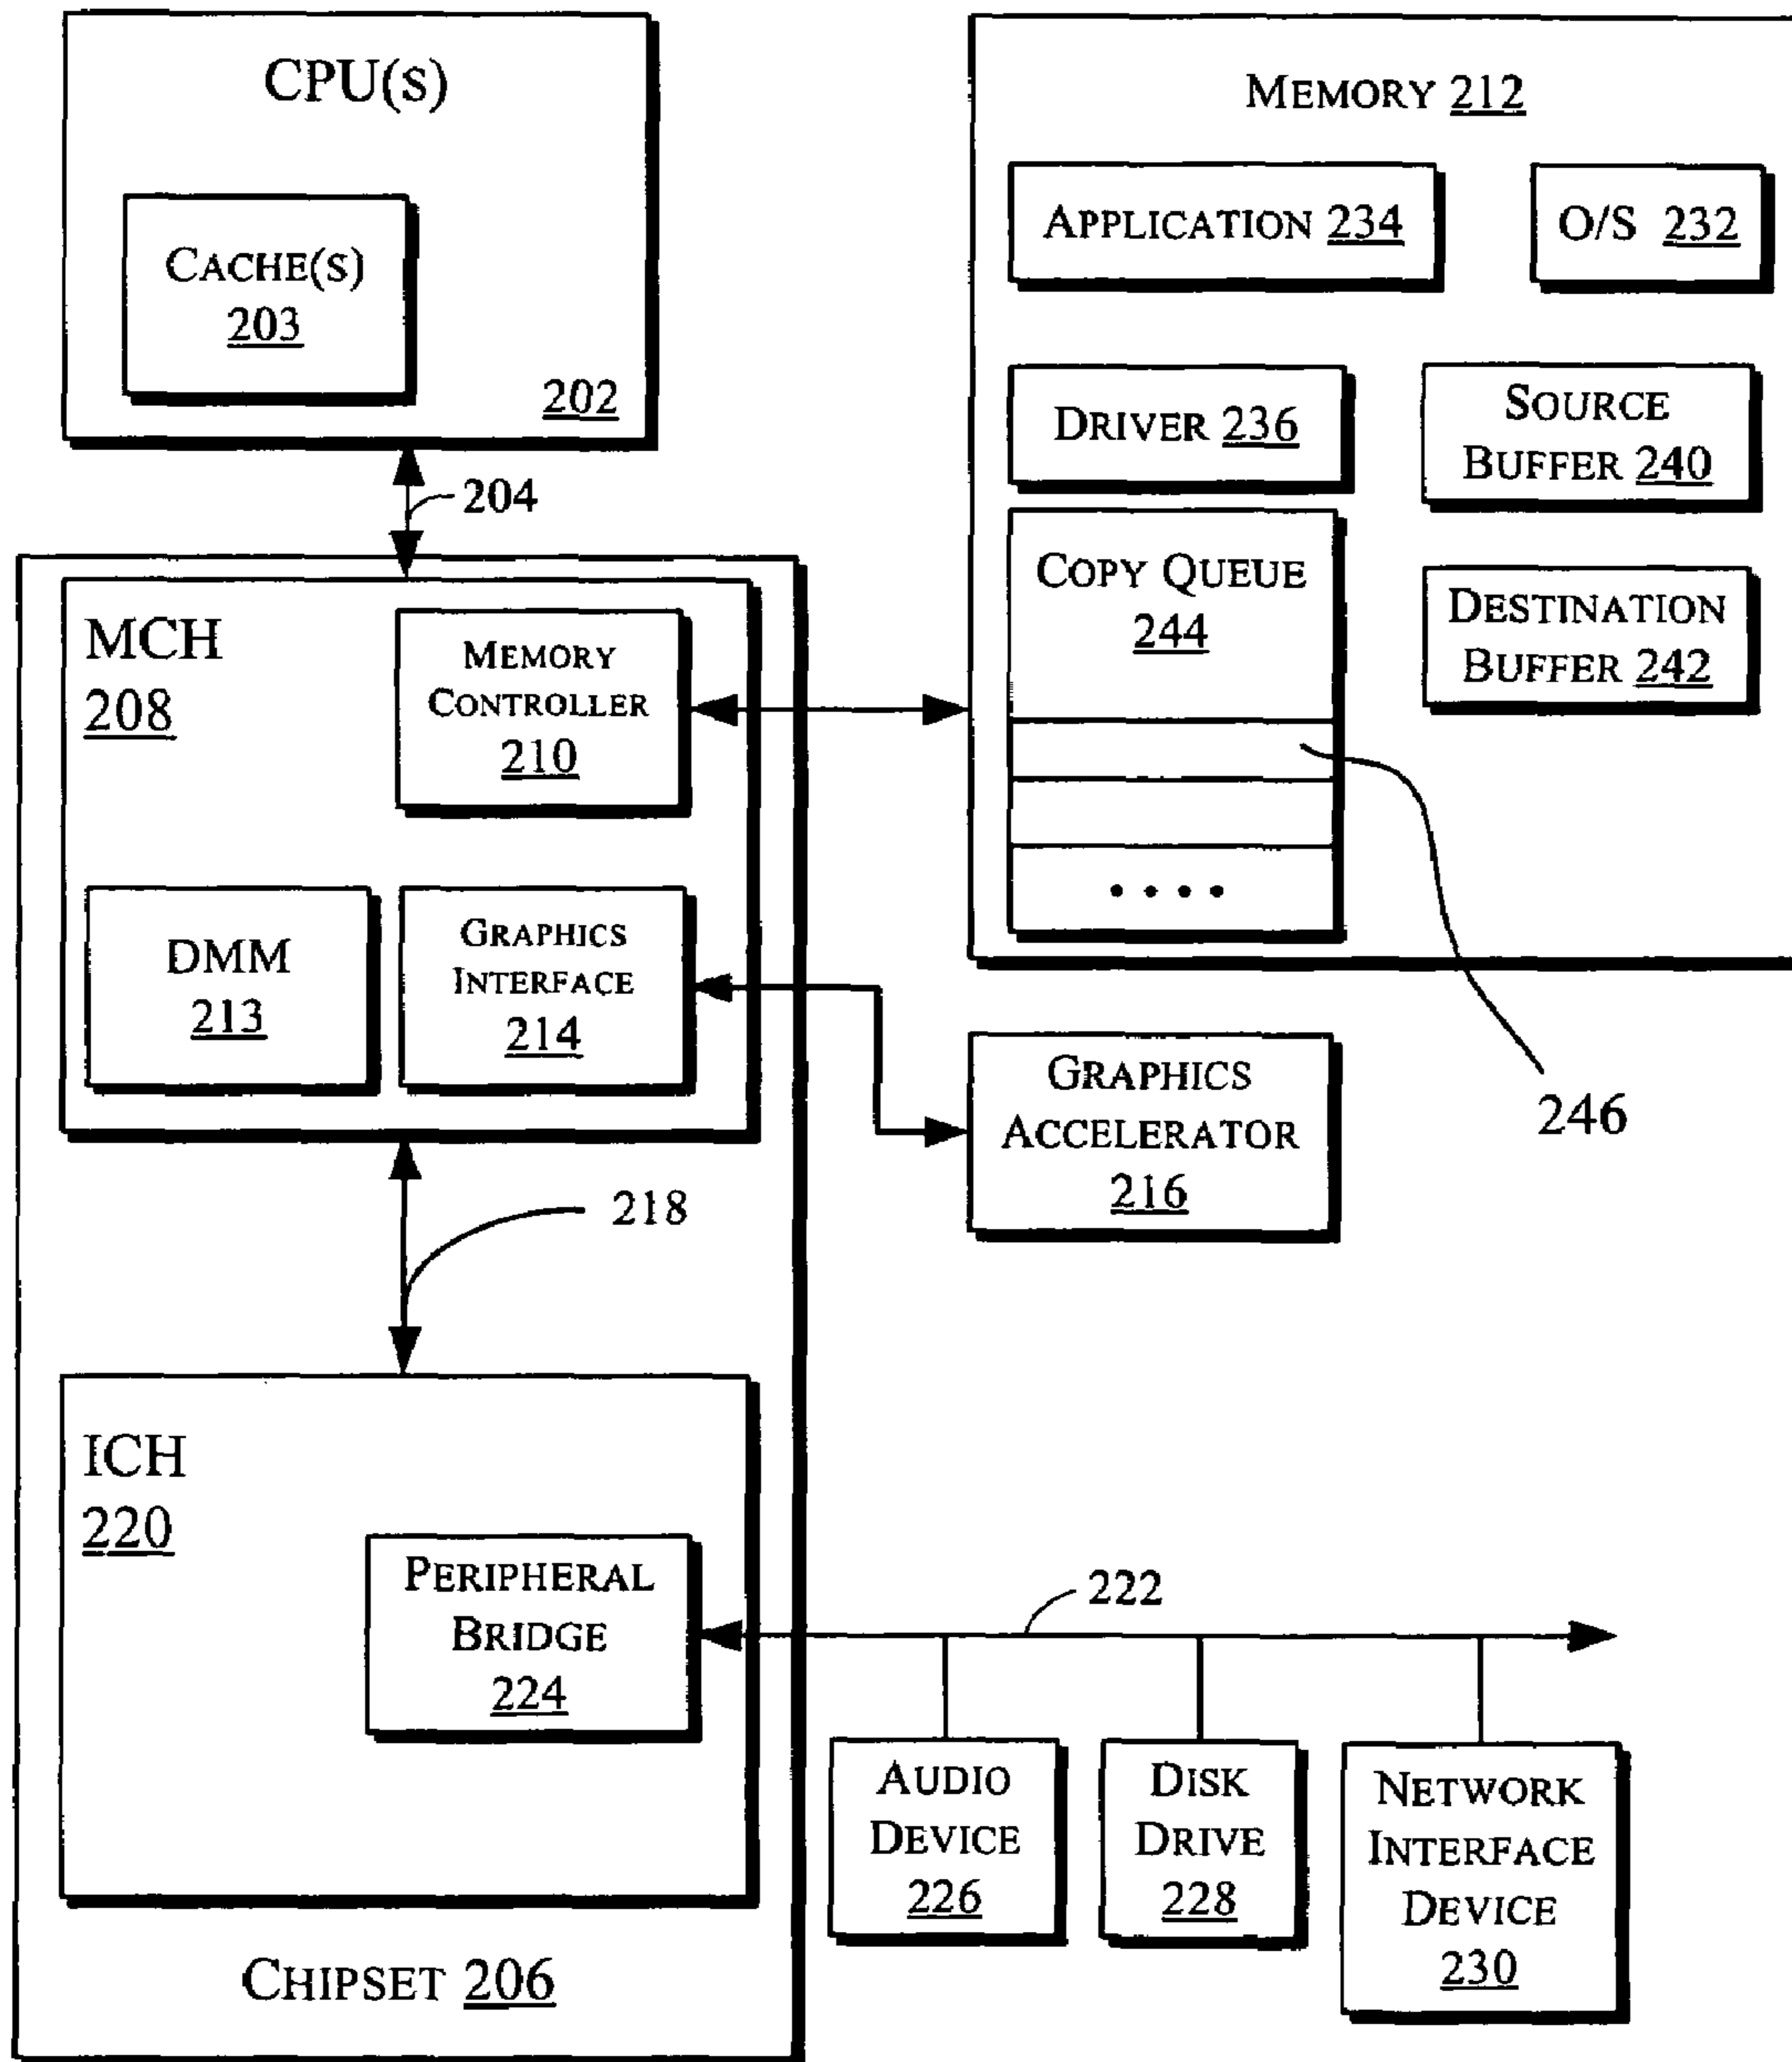 CPU(s)
CACHE(S)
203
202
204
MEMORY 212
APPLICATION 234
O/S 232
DRIVER 236
SOURCE
BUFFER 240
COPY QUEUE
244
DESTINATION
BUFFER 242
• • • •
246
MCH
208
MEMORY
CONTROLLER
210
DMM
213
GRAPHICS
INTERFACE
214
GRAPHICS
ACCELERATOR
216
218
ICH
220
PERIPHERAL
BRIDGE
224
222
AUDIO
DEVICE
226
DISK
DRIVE
228
NETWORK
INTERFACE
DEVICE
230
CHIPSET 206